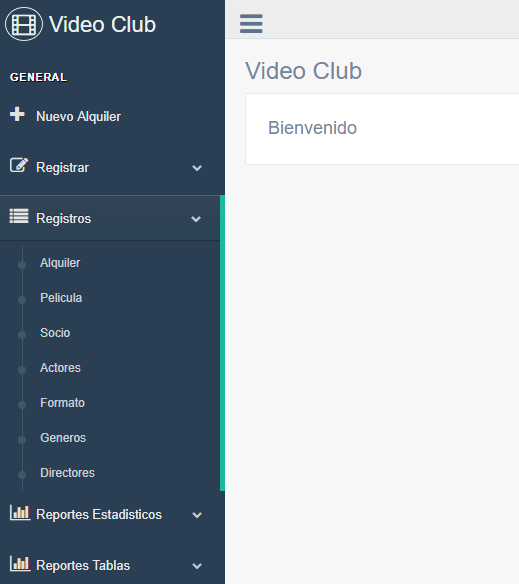 Video Club
GENERAL
Nuevo Alquiler
Registrar
Registros
Alquiler
Pelicula
Socio
Actores
Formato
Generos
Directores
Reportes Estadisticos
Reportes Tablas
Video Club
Bienvenido